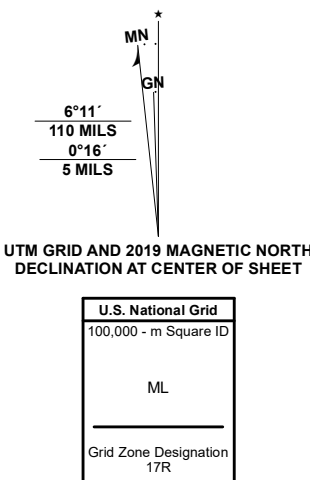 ★
MN
GN
6°11´
110 MILS
0°16´
5 MILS
UTM GRID AND 2019 MAGNETIC NORTH
DECLINATION AT CENTER OF SHEET
U.S. National Grid
100,000 - m Square ID
ML
Grid Zone Designation
17R